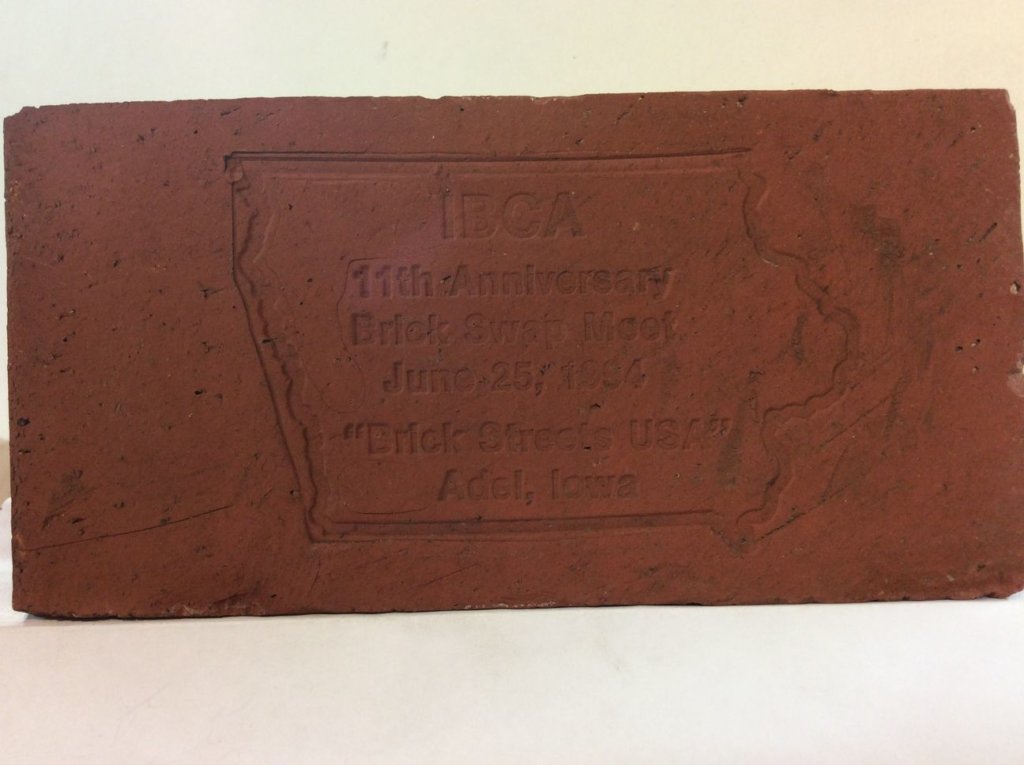 IBCA
11th Anniversary
Brick Swap Meet
June 25, 1994
"Brick Streets USA"
Adel, Iowa